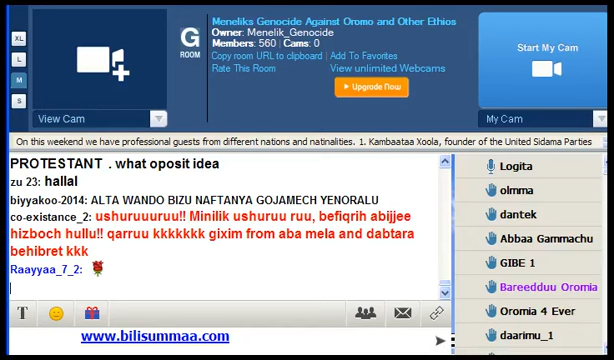 XL
L
M
S
View Cam
G
ROOM
Meneliks Genocide Against Oromo and Other Ethios
Owner: Menelik_Genocide
Members: 560 | Cams: 0
Copy room URL to clipboard | Add To Favorites
Rate This Room View unlimited Webcams
Upgrade Now
Start My Cam
My Cam
On this weekend we have professional guests from different nations and natinalities. 1. Kambaataa Xoola, founder of the United Sidama Parties
PROTESTANT . what oposit idea
zu 23: hallal
biyyakoo-2014: ALTA WANDO BIZU NAFTANYA GOJAMECH YENORALU
co-existance_2: ushuruuuruu!! Minilik ushuruu ruu, befiqrih abijjee
hizboch hullu!! qarruu kkkkkkk gixim from aba mela and dabtara
behibret kkk
Raayyaa_7_2:
Logita
olmma
dantek
Abbaa Gammachu
GIBE 1
Bareedduu Oromia
Oromia 4 Ever
daarimu_1
T
www.bilisummaa.com